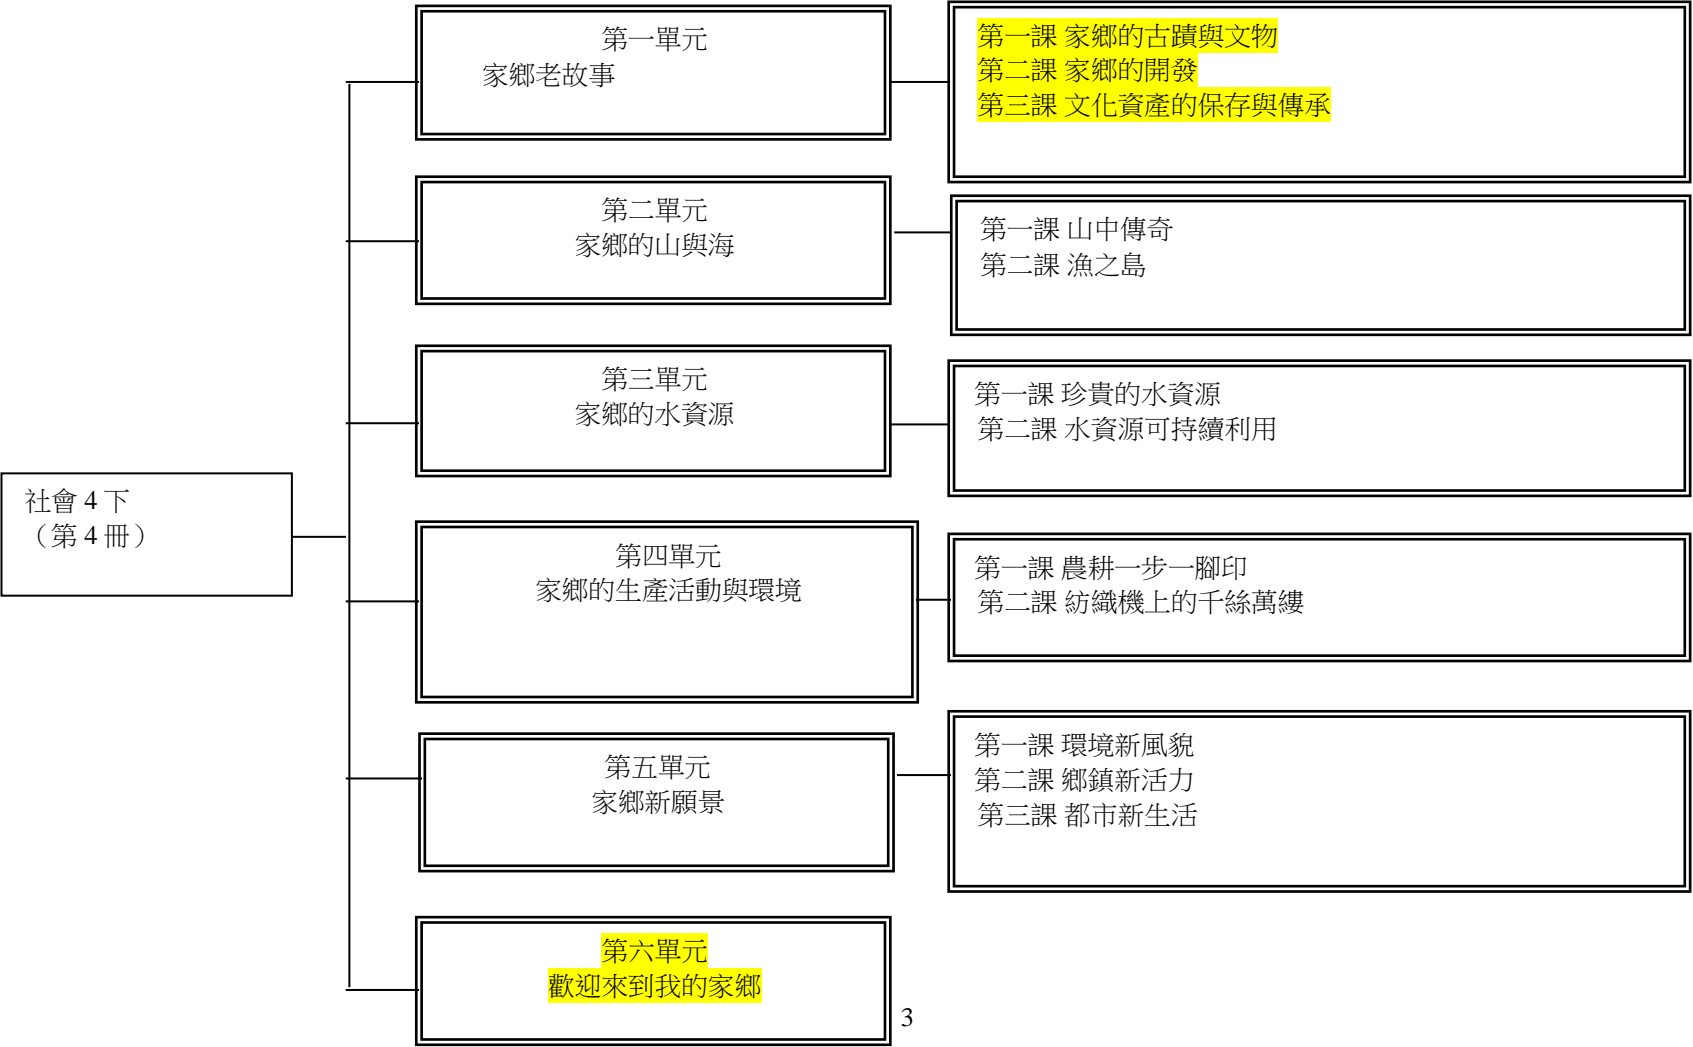 第一單元
家鄉老故事
第一課 家鄉的古蹟與文物
第二課 家鄉的開發
第三課 文化資產的保存與傳承
第二單元
家鄉的山與海
第一課 山中傳奇
第二課 漁之島
第三單元
家鄉的水資源
第一課 珍貴的水資源
第二課 水資源可持續利用
社會 4 下
（第 4 冊）
第四單元
家鄉的生產活動與環境
第一課 農耕一步一腳印
第二課 紡織機上的千絲萬縷
第五單元
家鄉新願景
第一課 環境新風貌
第二課 鄉鎮新活力
第三課 都市新生活
第六單元
歡迎來到我的家鄉
3